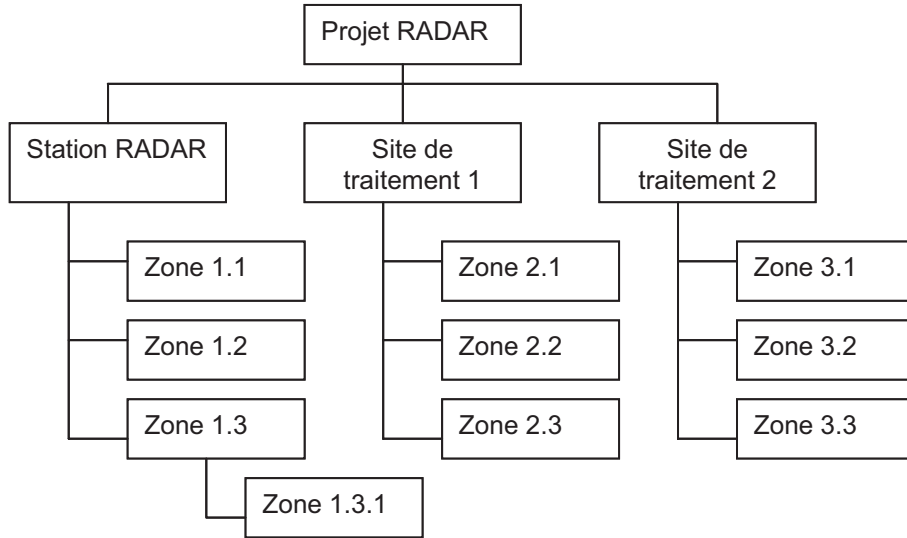 Projet RADAR
Station RADAR
Site de
traitement 1
Site de
traitement 2
Zone 1.1
Zone 2.1
Zone 3.1
Zone 1.2
Zone 2.2
Zone 3.2
Zone 1.3
Zone 2.3
Zone 3.3
Zone 1.3.1